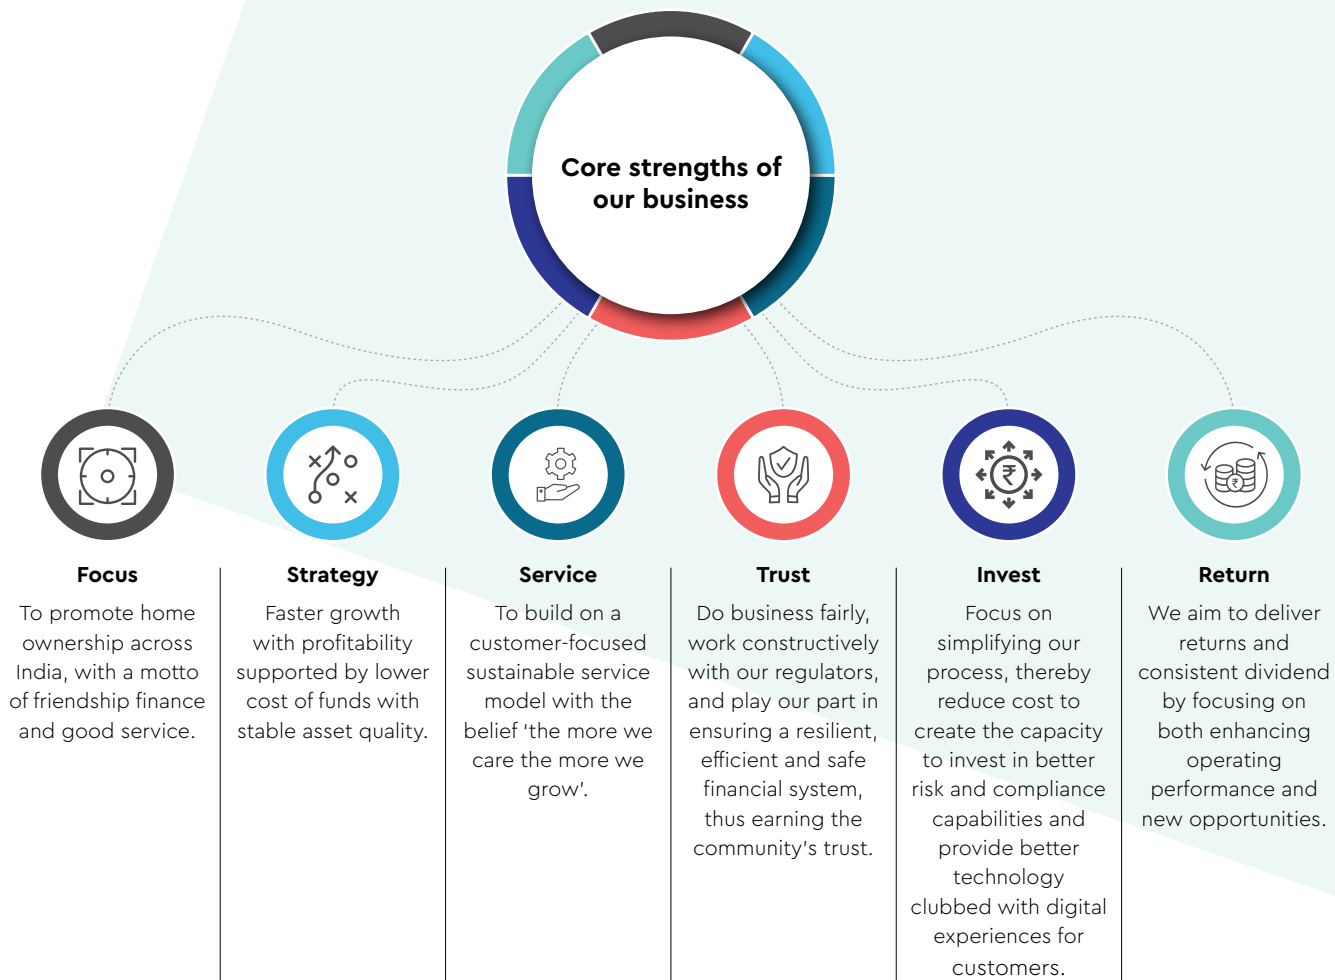 Core strengths of
our business
Focus
To promote home
ownership across
India, with a motto
of friendship finance
and good service.
Strategy
Faster growth
with profitability
supported by lower
cost of funds with
stable asset quality.
Service
To build on a
customer-focused
sustainable service
model with the
belief ‘the more we
care the more we
grow’.
Trust
Do business fairly,
work constructively
with our regulators,
and play our part in
ensuring a resilient,
efficient and safe
financial system,
thus earning the
community’s trust.
Invest
Focus on
simplifying our
process, thereby
reduce cost to
create the capacity
to invest in better
risk and compliance
capabilities and
provide better
technology
clubbed with digital
experiences for
customers.
Return
We aim to deliver
returns and
consistent dividend
by focusing on
both enhancing
operating
performance and
new opportunities.